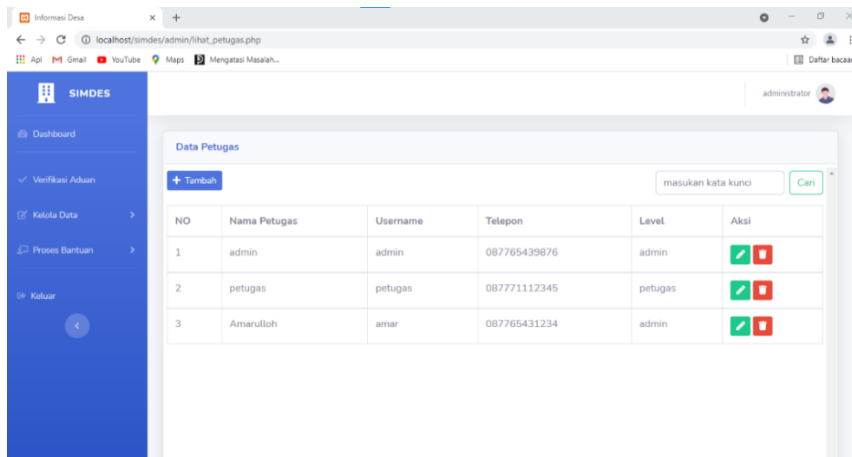 Informasi Desa
localhost/simdes/admin/lihat_petugas.php
Apl Gmail YouTube Maps Mengatasi Masalah... Daftar bacaan
SIMDES
administrator
Dashboard
Data Petugas
Verifikasi Aduan
+ Tambah
masukan kata kunci
Cari
Kelola Data
NO Nama Petugas Username Telepon Level Aksi
Proses Bantuan
1 admin admin 087765439876 admin
2 petugas petugas 087771112345 petugas
Keluar
3 Amarulloh amar 087765431234 admin